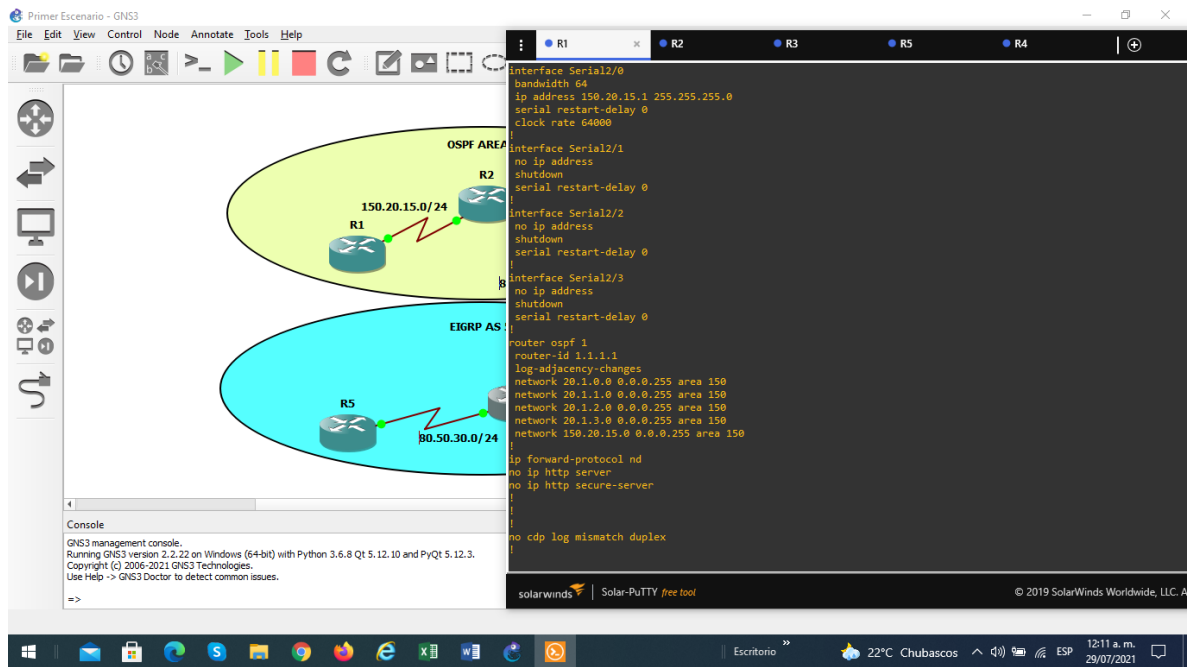 Primer Escenario - GNS3
File Edit View Control Node Annotate Tools Help
OSPF AREA
R2
150.20.15.0/24
R1
8
EIGRP AS
R5
80.50.30.0/24
Console
GNS3 management console.
Running GNS3 version 2.2.22 on Windows (64-bit) with Python 3.6.8 Qt 5.12.10 and PyQt 5.12.3.
Copyright (c) 2006-2021 GNS3 Technologies.
Use Help -> GNS3 Doctor to detect common issues.
=>
R1 R2 R3 R5 R4
interface Serial2/0
bandwidth 64
ip address 150.20.15.1 255.255.255.0
serial restart-delay 0
clock rate 64000
!
interface Serial2/1
no ip address
shutdown
serial restart-delay 0
!
interface Serial2/2
no ip address
shutdown
serial restart-delay 0
!
interface Serial2/3
no ip address
shutdown
serial restart-delay 0
!
router ospf 1
router-id 1.1.1.1
log-adjacency-changes
network 20.1.0.0 0.0.0.255 area 150
network 20.1.1.0 0.0.0.255 area 150
network 20.1.2.0 0.0.0.255 area 150
network 20.1.3.0 0.0.0.255 area 150
network 150.20.15.0 0.0.0.255 area 150
!
ip forward-protocol nd
no ip http server
no ip http secure-server
!
!
!
no cdp log mismatch duplex
!
solarwinds Solar-PuTTY free tool © 2019 SolarWinds Worldwide, LLC. A
Escritorio 22°C Chubascos ESP 12:11 a. m.
29/07/2021